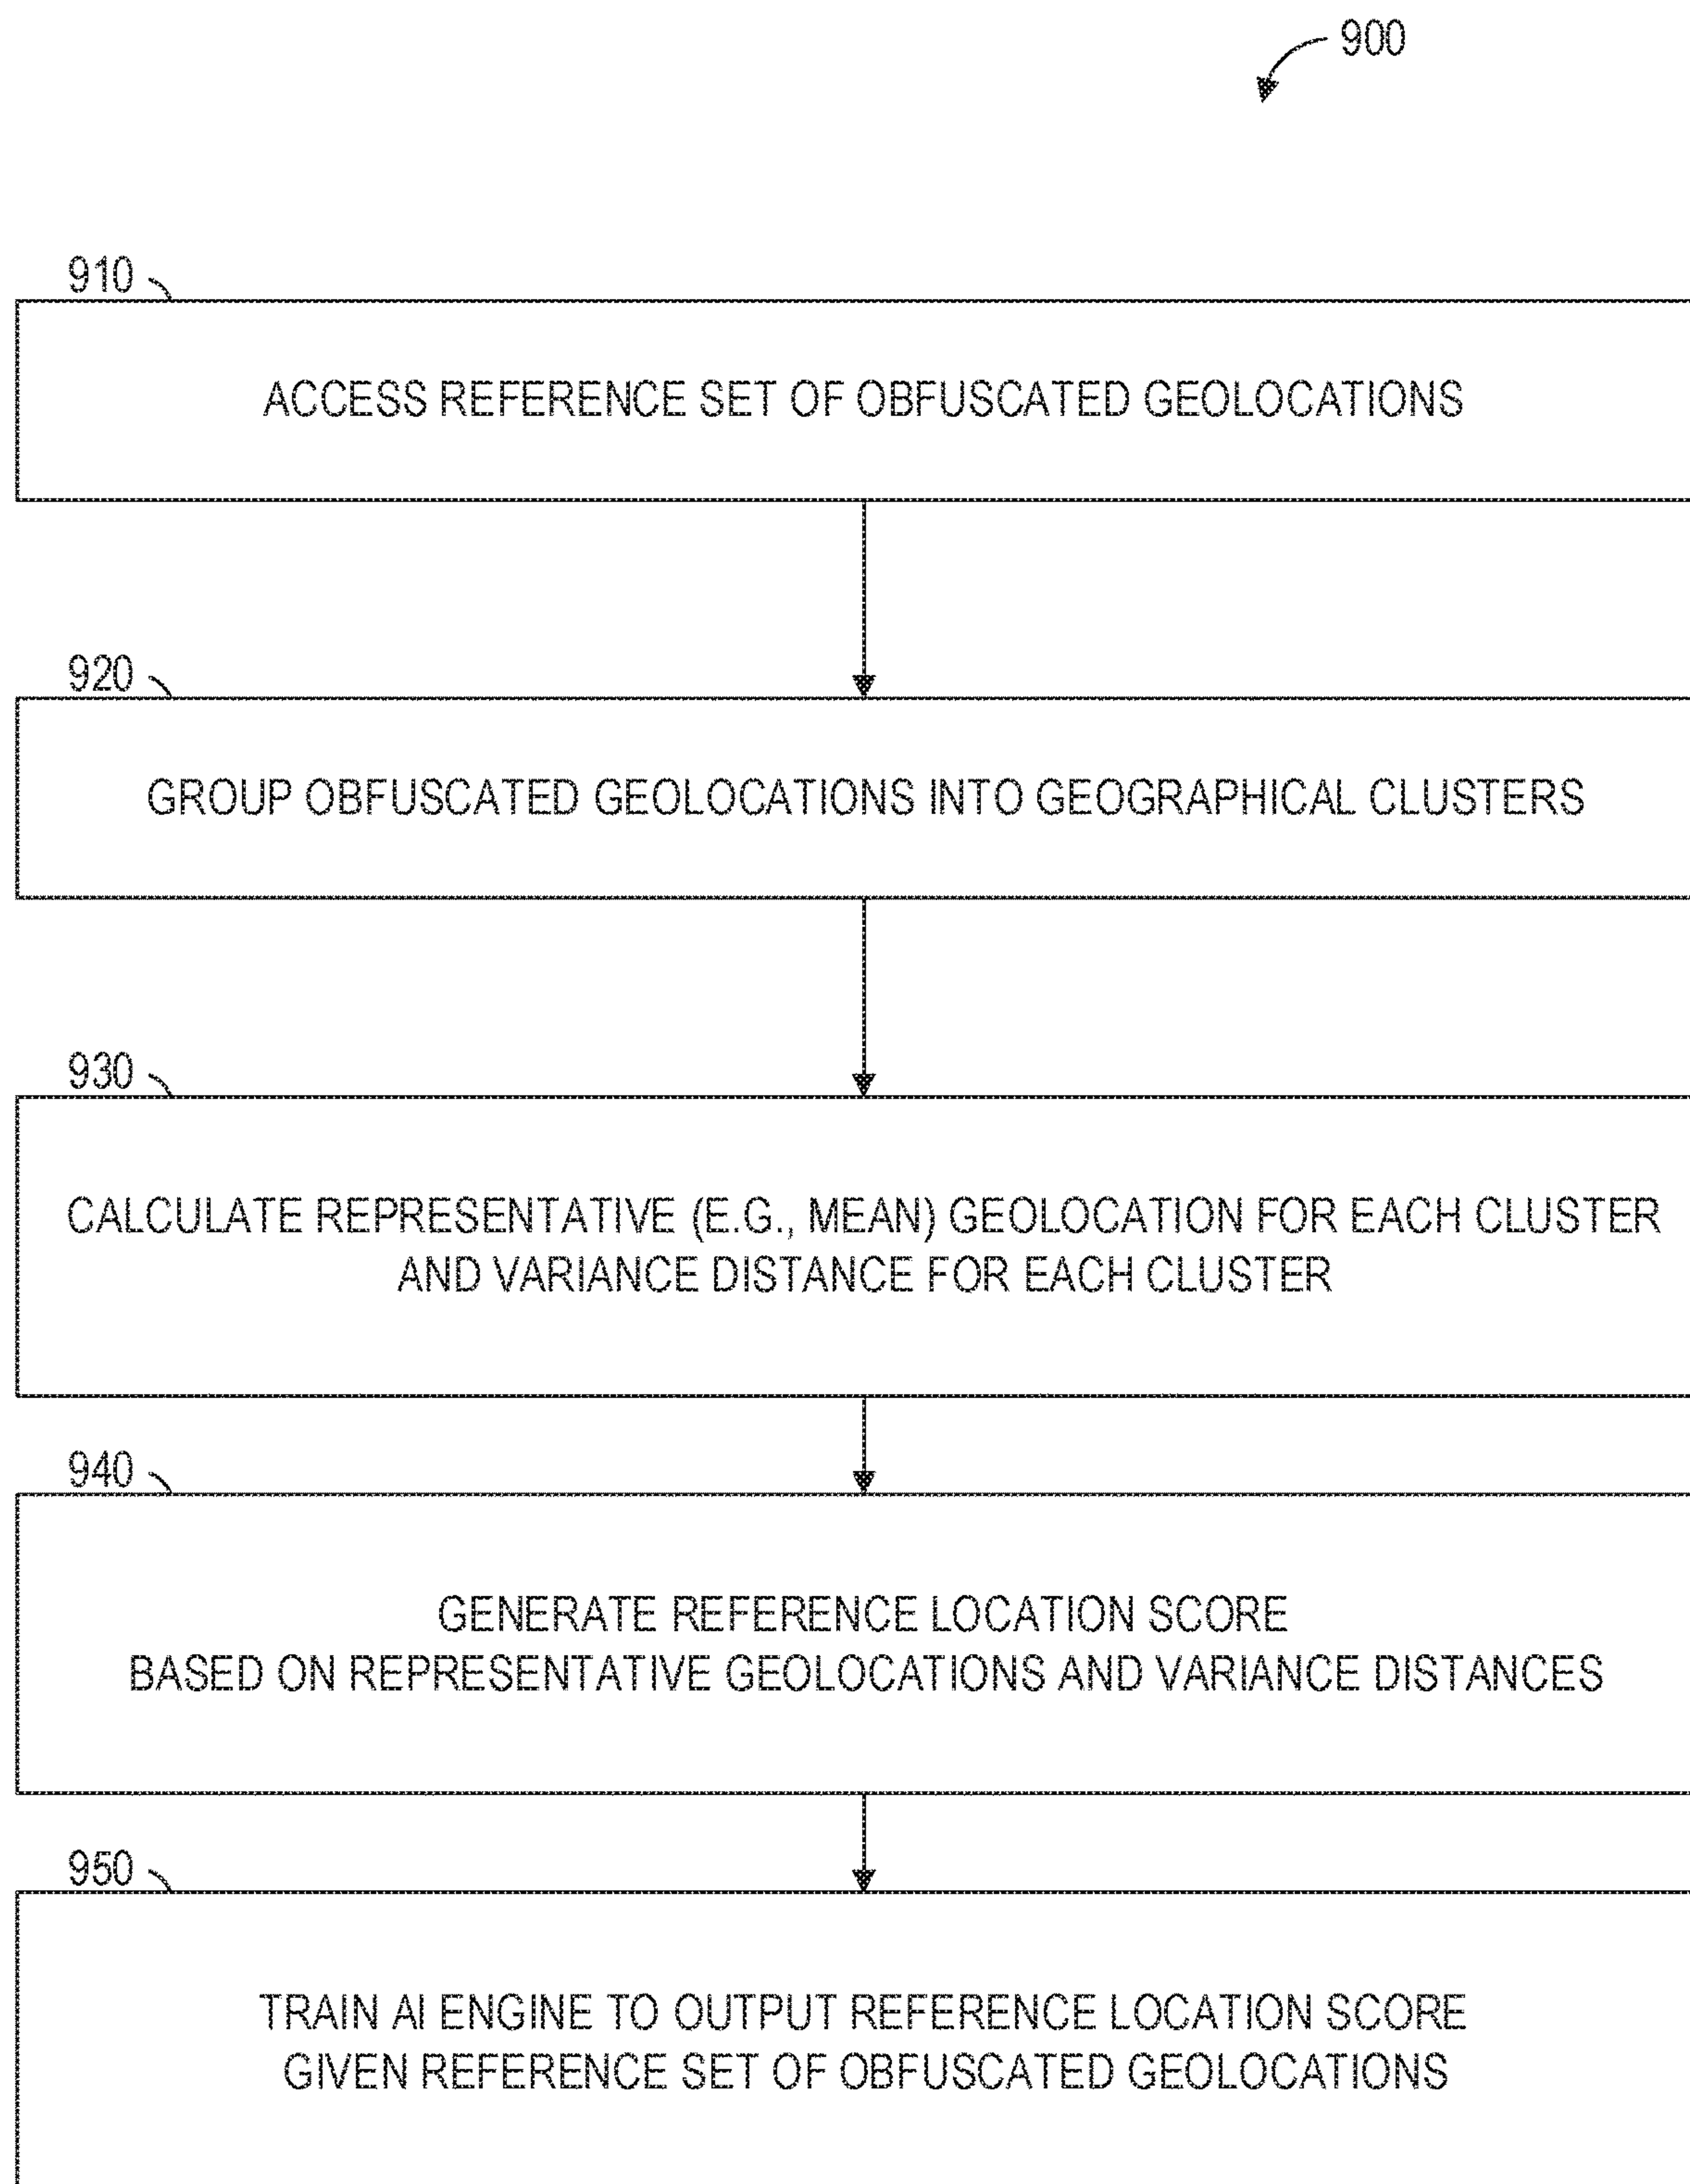 900
910
ACCESS REFERENCE SET OF OBFUSCATED GEOLOCATIONS
920
GROUP OBFUSCATED GEOLOCATIONS INTO GEOGRAPHICAL CLUSTERS
930
CALCULATE REPRESENTATIVE (E.G., MEAN) GEOLOCATION FOR EACH CLUSTER
AND VARIANCE DISTANCE FOR EACH CLUSTER
940
GENERATE REFERENCE LOCATION SCORE
BASED ON REPRESENTATIVE GEOLOCATIONS AND VARIANCE DISTANCES
950
TRAIN AI ENGINE TO OUTPUT REFERENCE LOCATION SCORE
GIVEN REFERENCE SET OF OBFUSCATED GEOLOCATIONS